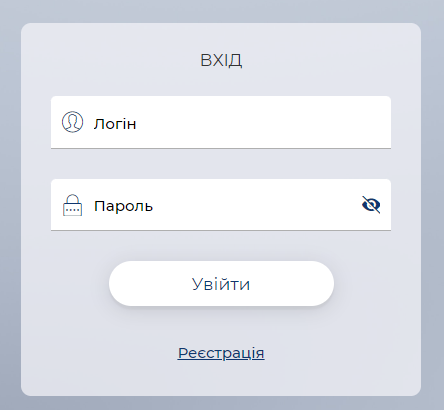 ВХІД
Логін
Пароль
Увійти
Реєстрація